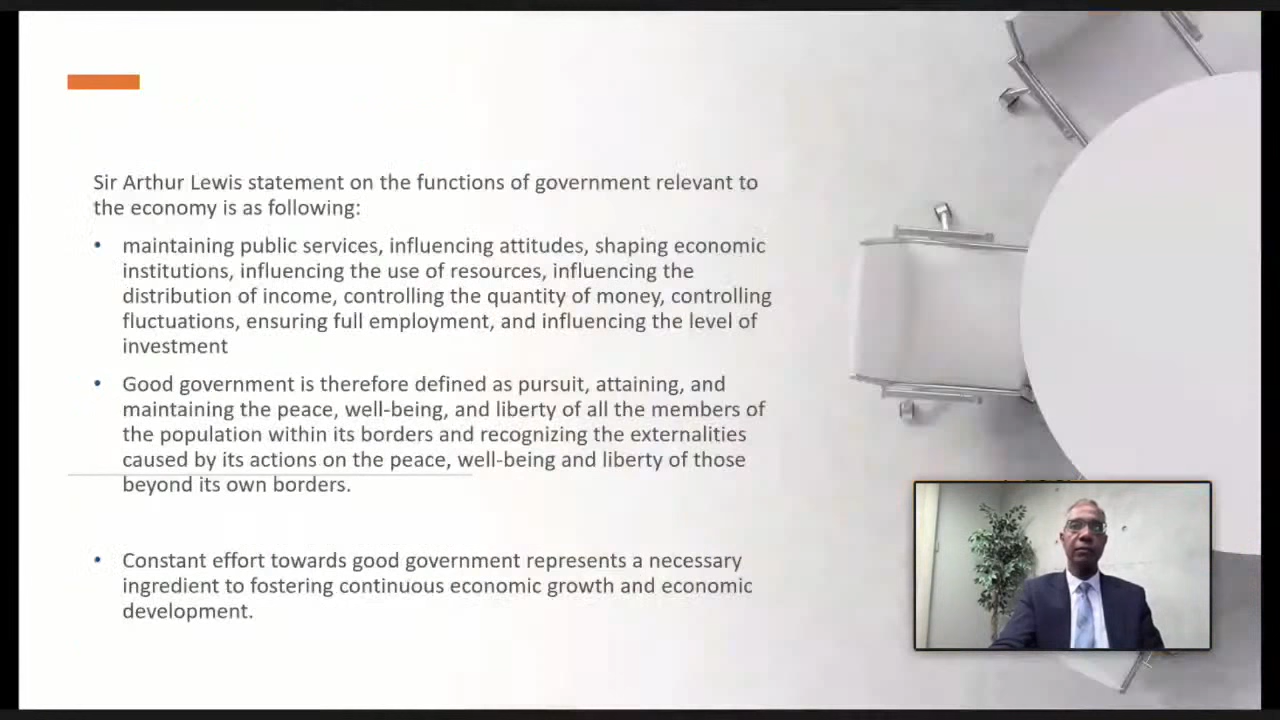 Sir Arthur Lewis statement on the functions of government relevant to
the economy is as following:
• maintaining public services, influencing attitudes, shaping economic
institutions, influencing the use of resources, influencing the
distribution of income, controlling the quantity of money, controlling
fluctuations, ensuring full employment, and influencing the level of
investment
• Good government is therefore defined as pursuit, attaining, and
maintaining the peace, well-being, and liberty of all the members of
the population within its borders and recognizing the externalities
caused by its actions on the peace, well-being and liberty of those
beyond its own borders.
• Constant effort towards good government represents a necessary
ingredient to fostering continuous economic growth and economic
development.